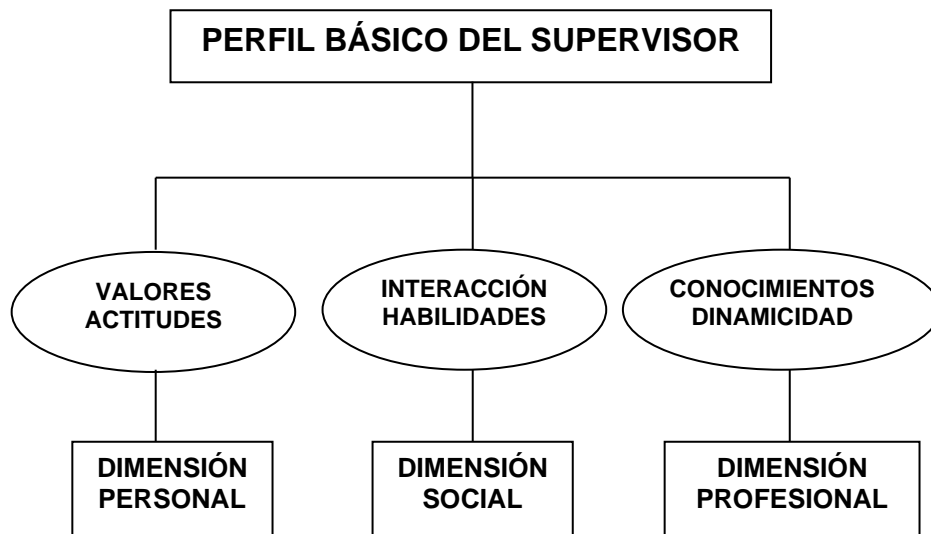 PERFIL BÁSICO DEL SUPERVISOR
VALORES
ACTITUDES
INTERACCIÓN
HABILIDADES
CONOCIMIENTOS
DINAMICIDAD
DIMENSIÓN
PERSONAL
DIMENSIÓN
SOCIAL
DIMENSIÓN
PROFESIONAL